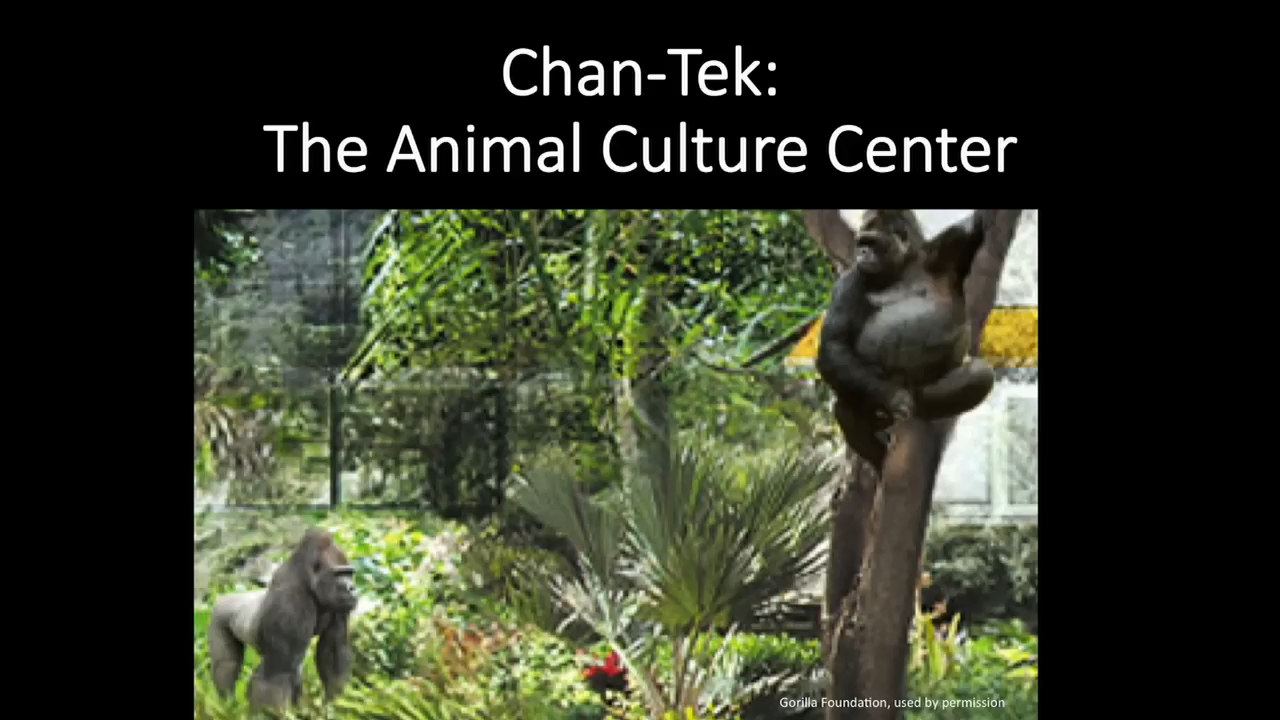 Chan-Tek:
The Animal Culture Center
Gorilla Foundation, used by permission